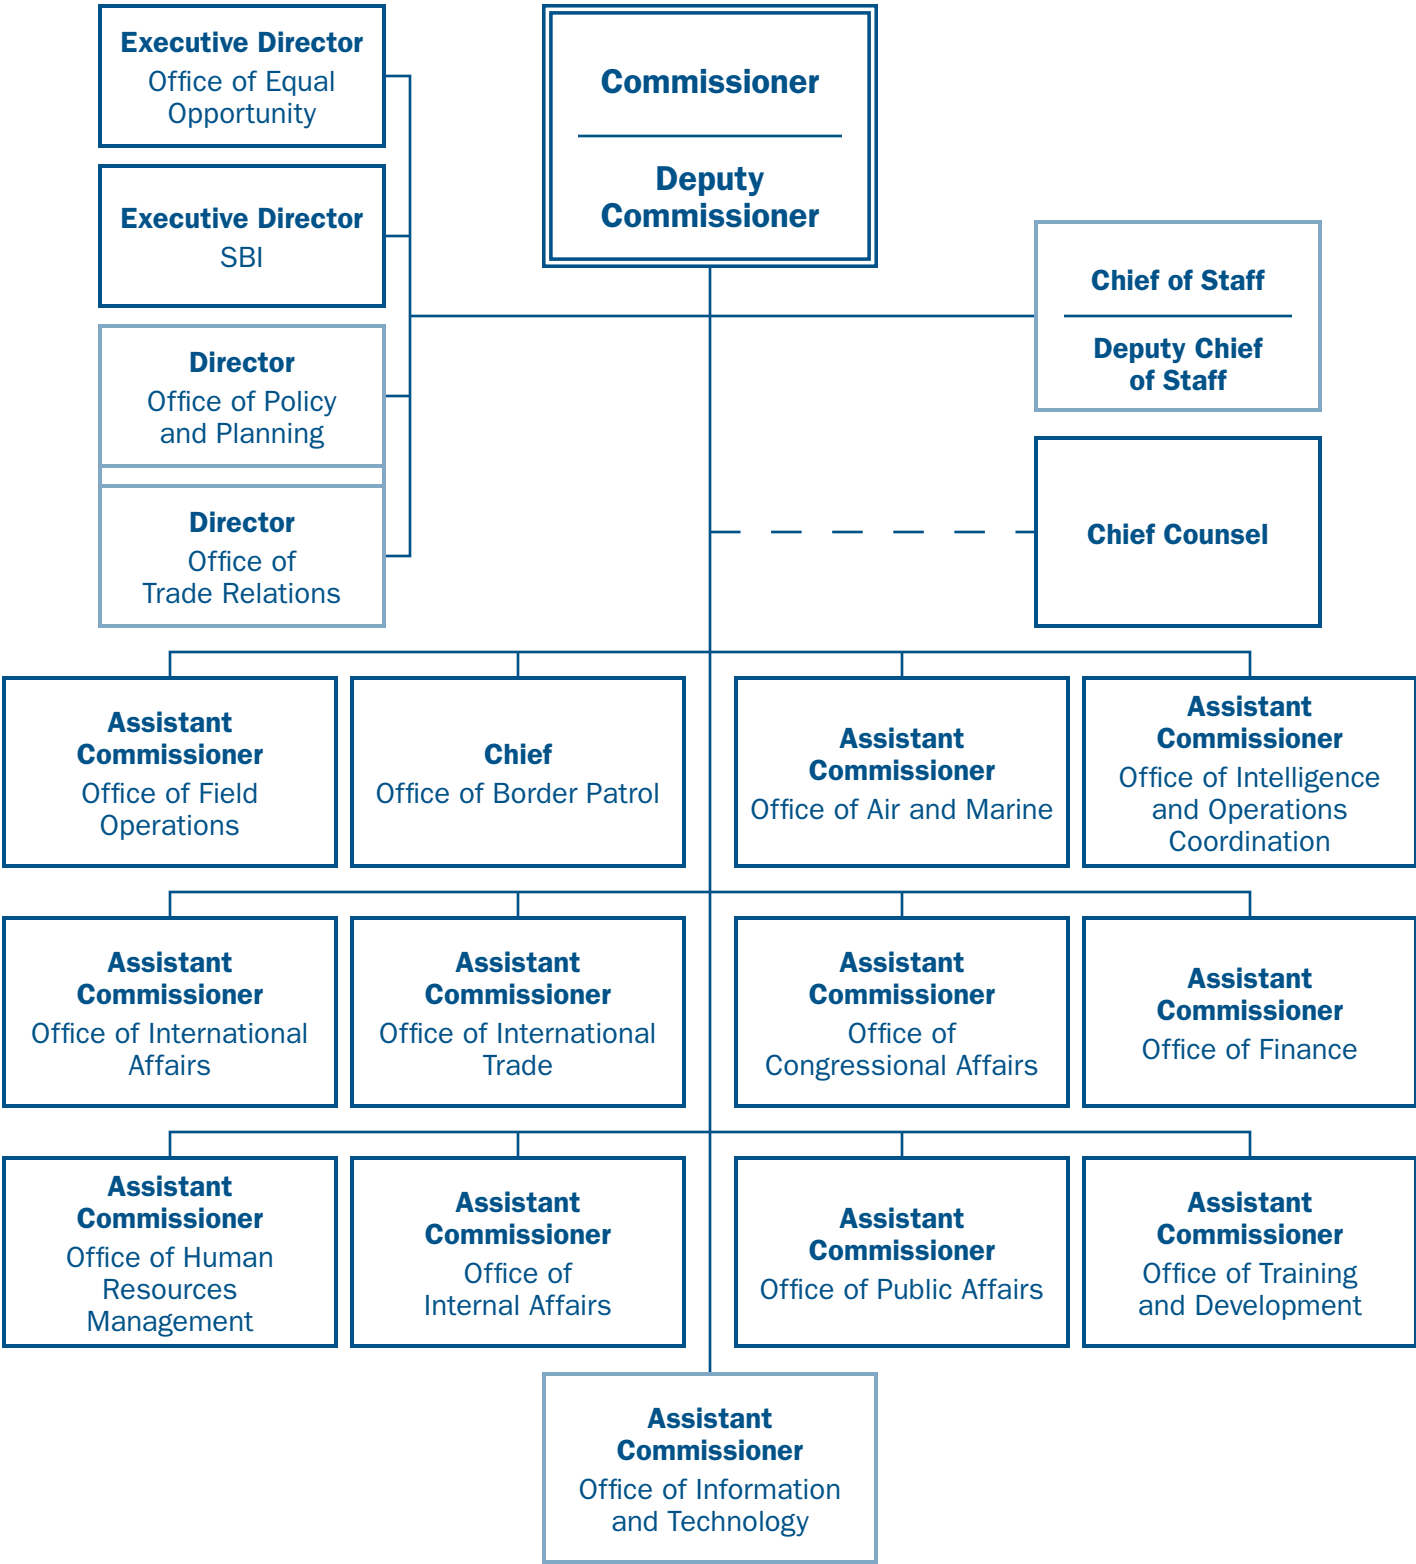 Executive Director
Office of Equal
Opportunity
Executive Director
SBI
Director
Office of Policy
and Planning
Director
Office of
Trade Relations
Commissioner
Deputy
Commissioner
Chief of Staff
Deputy Chief
of Staff
Chief Counsel
Assistant
Commissioner
Office of Field
Operations
Chief
Office of Border Patrol
Assistant
Commissioner
Office of Air and Marine
Assistant
Commissioner
Office of Intelligence
and Operations
Coordination
Assistant
Commissioner
Office of International
Affairs
Assistant
Commissioner
Office of International
Trade
Assistant
Commissioner
Office of
Congressional Affairs
Assistant
Commissioner
Office of Finance
Assistant
Commissioner
Office of Human
Resources
Management
Assistant
Commissioner
Office of
Internal Affairs
Assistant
Commissioner
Office of Public Affairs
Assistant
Commissioner
Office of Training
and Development
Assistant
Commissioner
Office of Information
and Technology